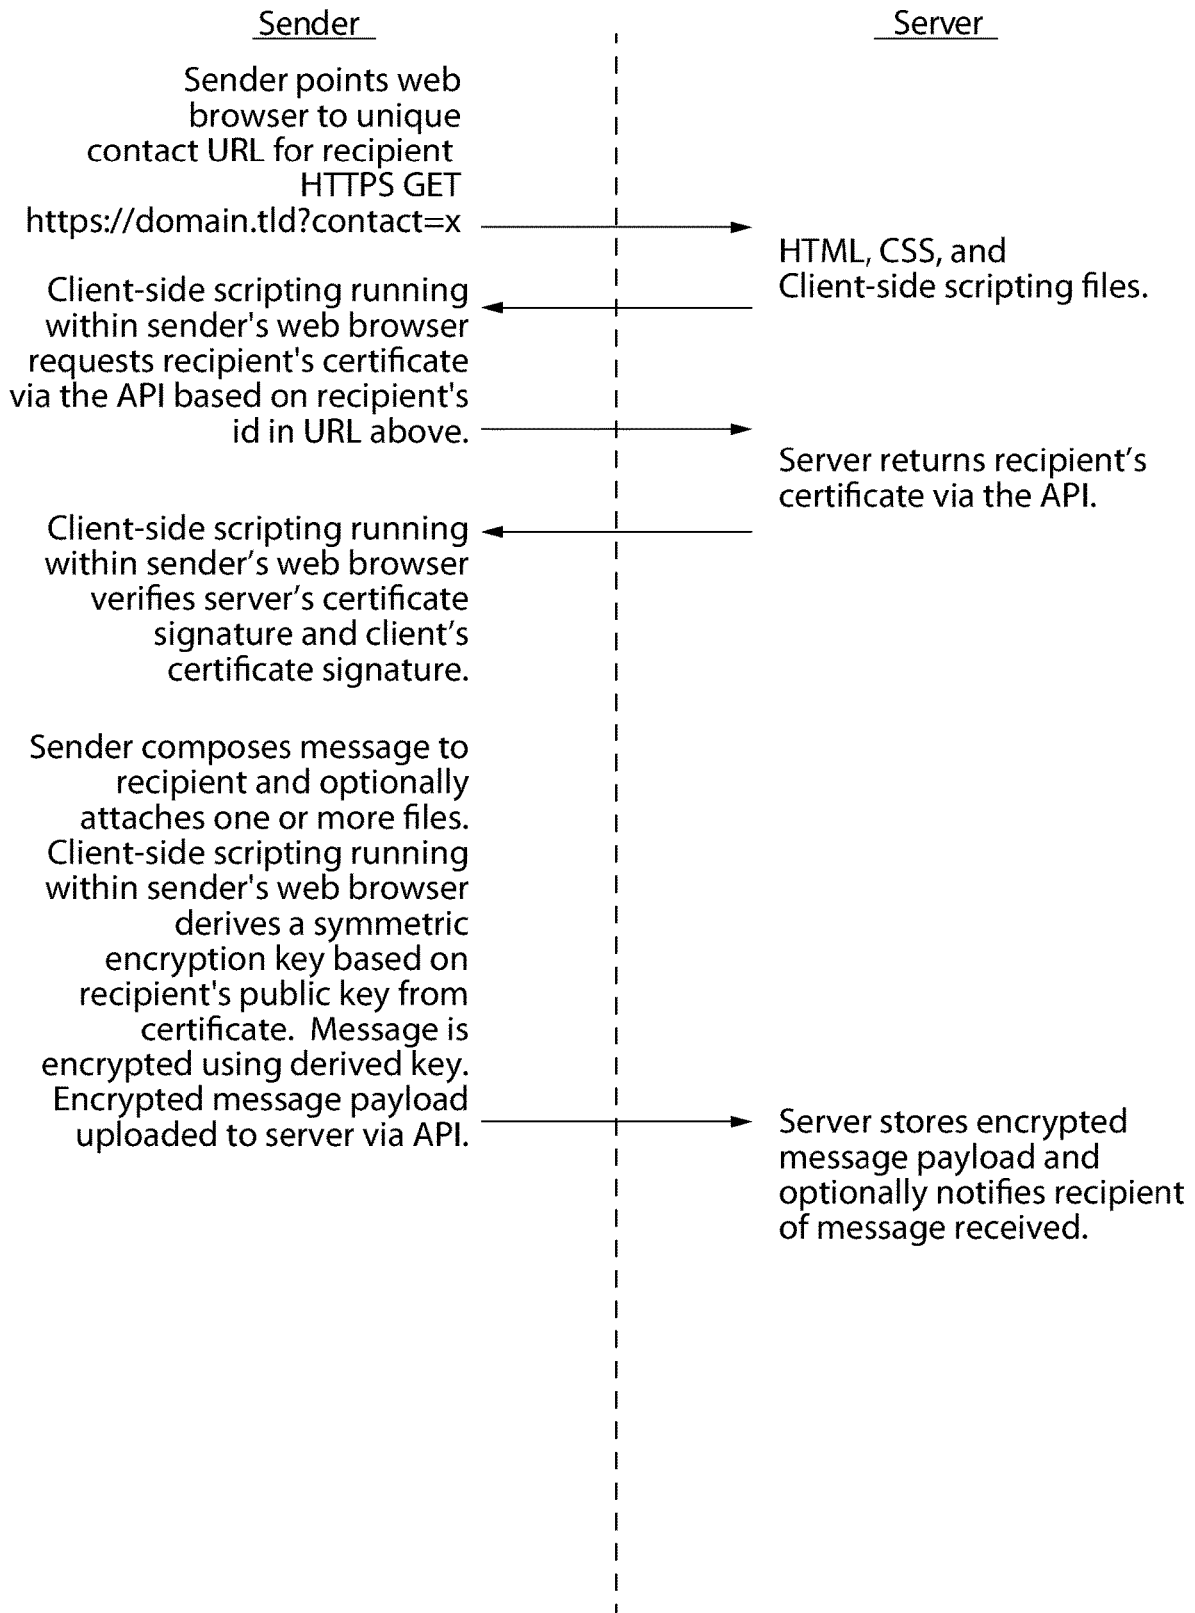 Sender
Server
Sender points web
browser to unique
contact URL for recipient
HTTPS GET
https://domain.tld?contact=x
HTML, CSS, and
Client-side scripting files.
Client-side scripting running
within sender's web browser
requests recipient's certificate
via the API based on recipient's
id in URL above.
Server returns recipient’s
certificate via the API.
Client-side scripting running
within sender’s web browser
verifies server’s certificate
signature and client’s
certificate signature.
Sender composes message to
recipient and optionally
attaches one or more files.
Client-side scripting running
within sender's web browser
derives a symmetric
encryption key based on
recipient's public key from
certificate.  Message is
encrypted using derived key.
Encrypted message payload
uploaded to server via API.
Server stores encrypted
message payload and
optionally notifies recipient
of message received.